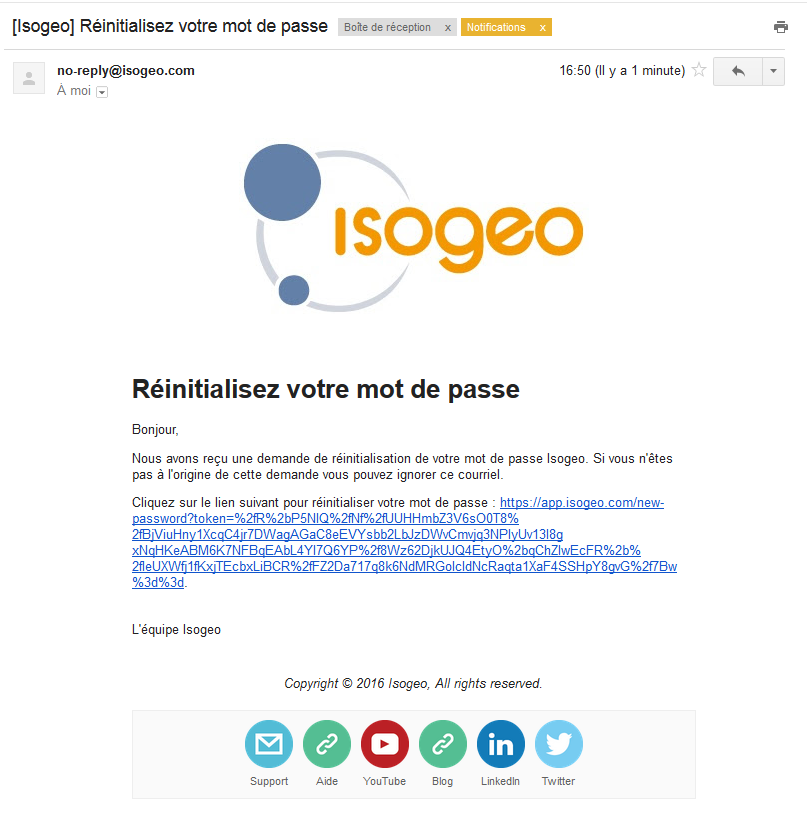 [Isogeo] Réinitialisez votre mot de passe Boîte de réception x Notifications x
no-reply@isogeo.com 16:50 (Il y a 1 minute)
À moi
Isogeo
Réinitialisez votre mot de passe
Bonjour,
Nous avons reçu une demande de réinitialisation de votre mot de passe Isogeo. Si vous n'êtes
pas à l'origine de cette demande vous pouvez ignorer ce courriel.
Cliquez sur le lien suivant pour réinitialiser votre mot de passe : https://app.isogeo.com/new-
password?token=%2fR%2bP5NlQ%2fNf%2fUUHHmbZ3V6sO0T8%
2fBjViuHny1XcqC4jr7DWagAGaC8eEVYsbb2LbJzDWvCmvjq3NPlyUv13l8g
xNqHKeABM6K7NFBqEAbL4Yl7Q6YP%2f8Wz62DjkUJQ4EtyO%2bqChZlwEcFR%2b%
2fleUXWfj1fKxjTEcbxLiBCR%2fFZ2Da717q8k6NdMRGolcIdNcRaqta1XaF4SSHpY8gvG%2f7Bw
%3d%3d.
L'équipe Isogeo
Copyright © 2016 Isogeo, All rights reserved.
Support Aide YouTube Blog LinkedIn Twitter